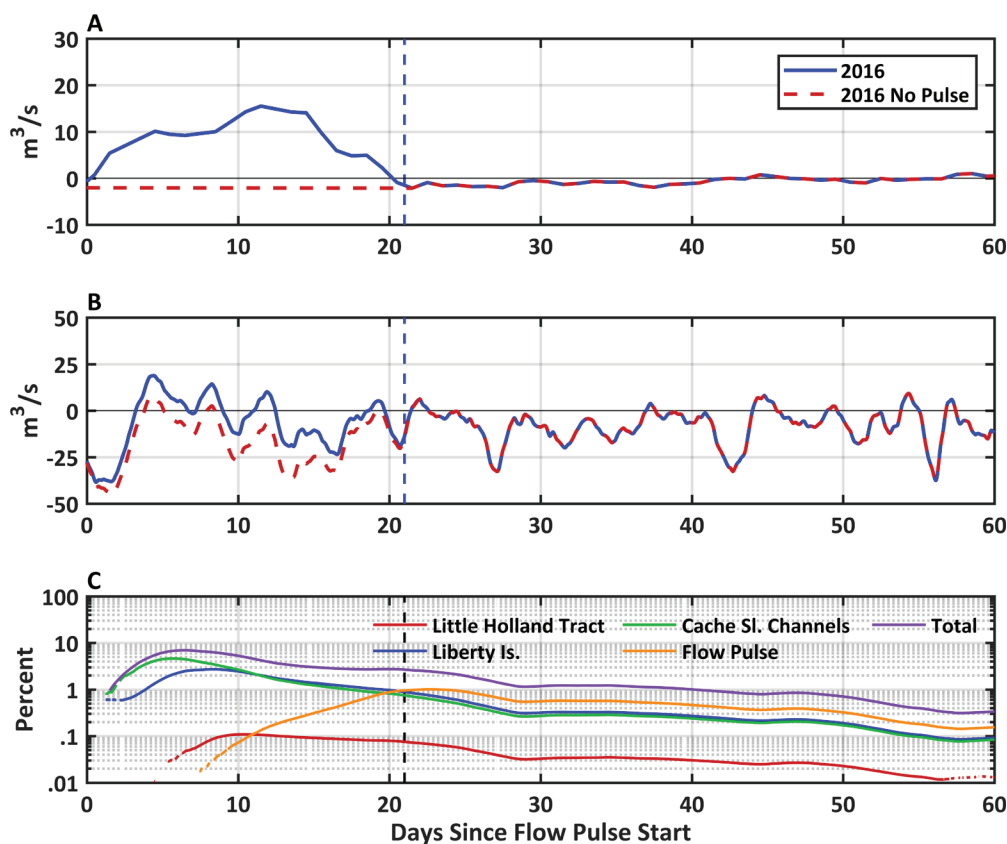 A
30
20
10
0
-10
m³/s
2016
2016 No Pulse
0 10 20 30 40 50 60
B
50
25
0
-25
-50
m³/s
0 10 20 30 40 50 60
C
100
10
1
.1
.01
Percent
Little Holland Tract Cache Sl. Channels Total
Liberty Is. Flow Pulse
0 10 20 30 40 50 60
Days Since Flow Pulse Start